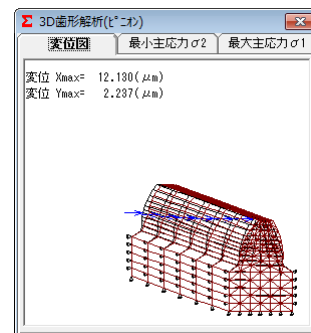 Σ 3D歯形解析(ﾋﾟﾆｵﾝ)
変位図 最小主応力σ2 最大主応力σ1
変位 Xmax= 12.130(μm)
変位 Ymax= 2.237(μm)